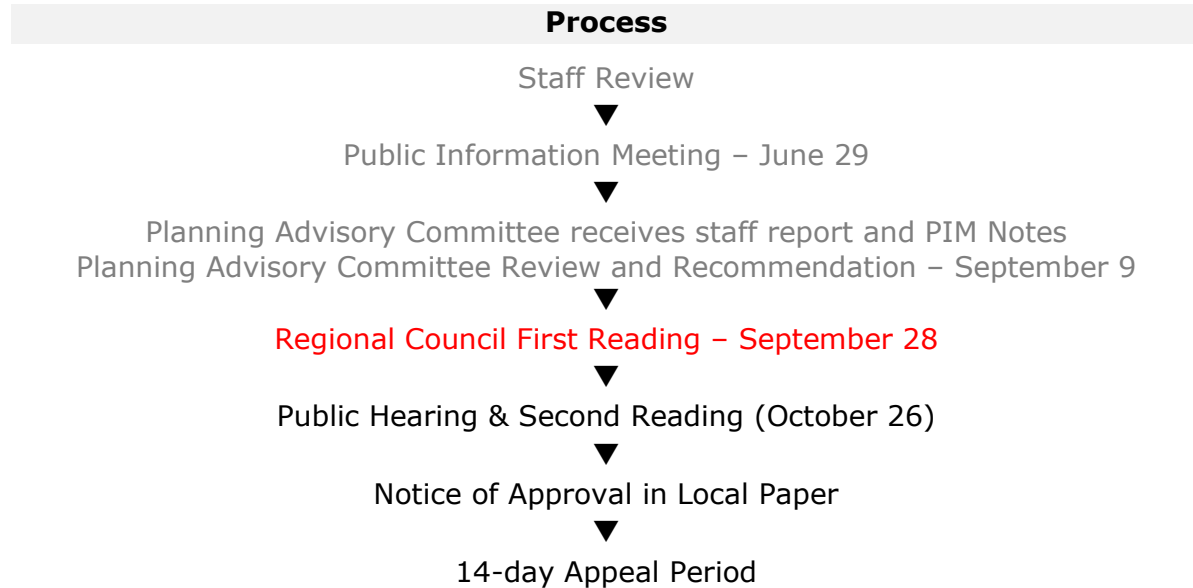 Process
Staff Review
Public Information Meeting – June 29
Planning Advisory Committee receives staff report and PIM Notes
Planning Advisory Committee Review and Recommendation – September 9
Regional Council First Reading – September 28
Public Hearing & Second Reading (October 26)
Notice of Approval in Local Paper
14-day Appeal Period